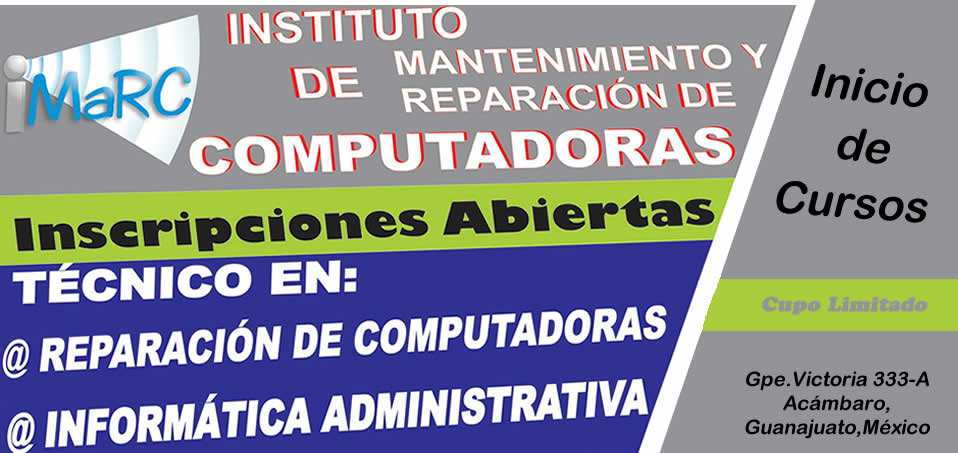 iMaRC
INSTITUTO
DE
MANTENIMIENTO Y
REPARACIÓN DE
COMPUTADORAS
Inscripciones Abiertas
TÉCNICO EN:
@ REPARACIÓN DE COMPUTADORAS
@ INFORMÁTICA ADMINISTRATIVA
Inicio
de
Cursos
Cupo Limitado
Gpe.Victoria 333-A
Acámbaro,
Guanajuato,México